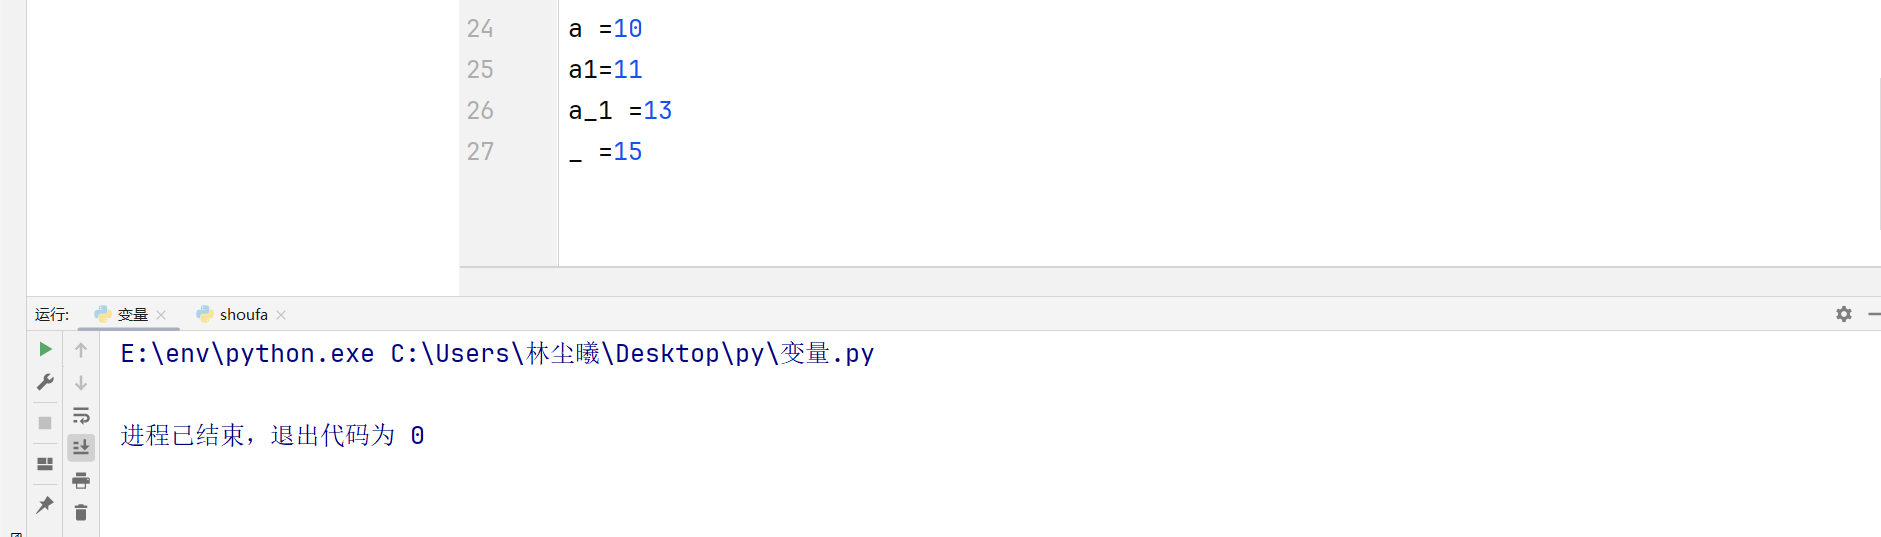 24 a =10
25 a1=11
26 a_1 =13
27 _ =15
运行: 变量 shoufa
E:\env\python.exe C:\Users\林尘曦\Desktop\py\变量.py
进程已结束，退出代码为 0